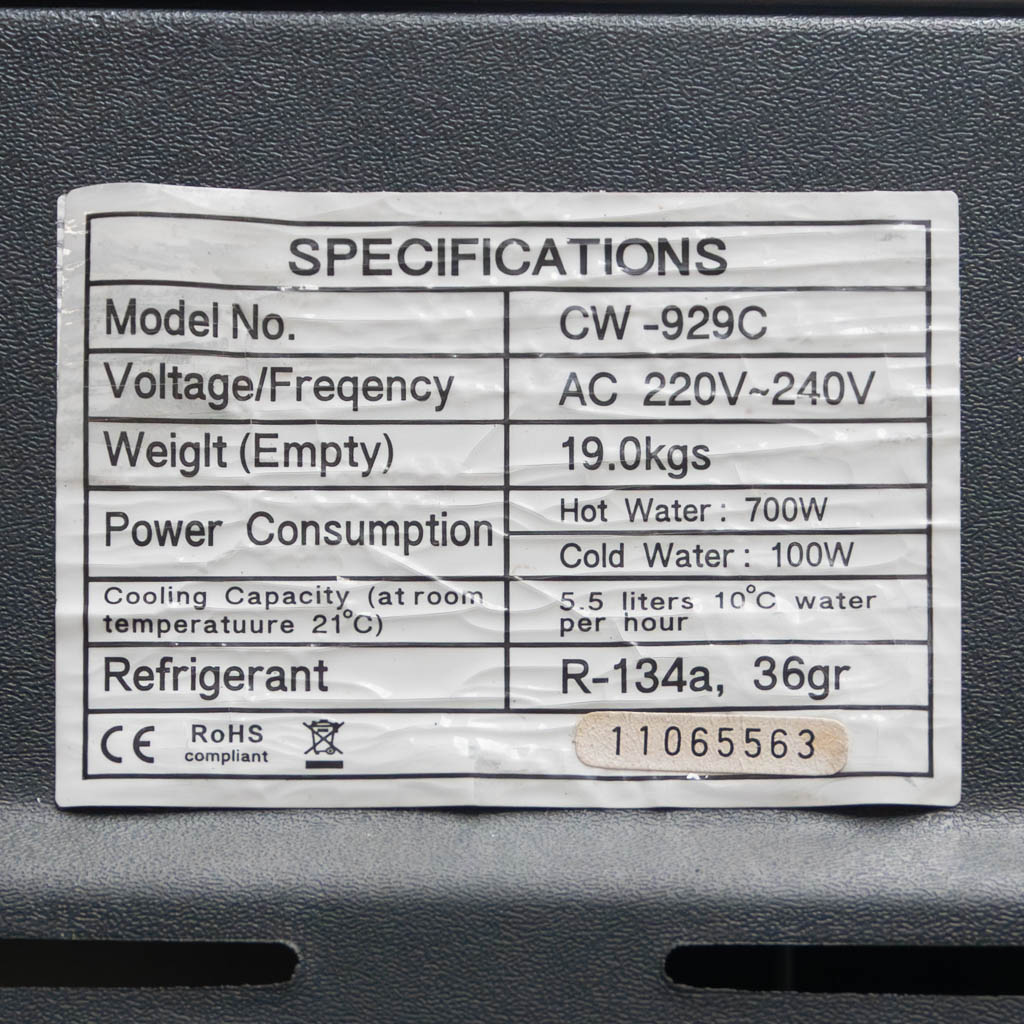 SPECIFICATIONS
Model No. CW -929C
Voltage/Freqency AC 220V~240V
Weiglt (Empty) 19.0kgs
Power Consumption
Hot Water : 700W
Cold Water : 100W
Cooling Capacity (at room
temperatuure 21°C)
5.5 liters 10°C water
per hour
Refrigerant R-134a, 36gr
CE RoHS
compliant
11065563